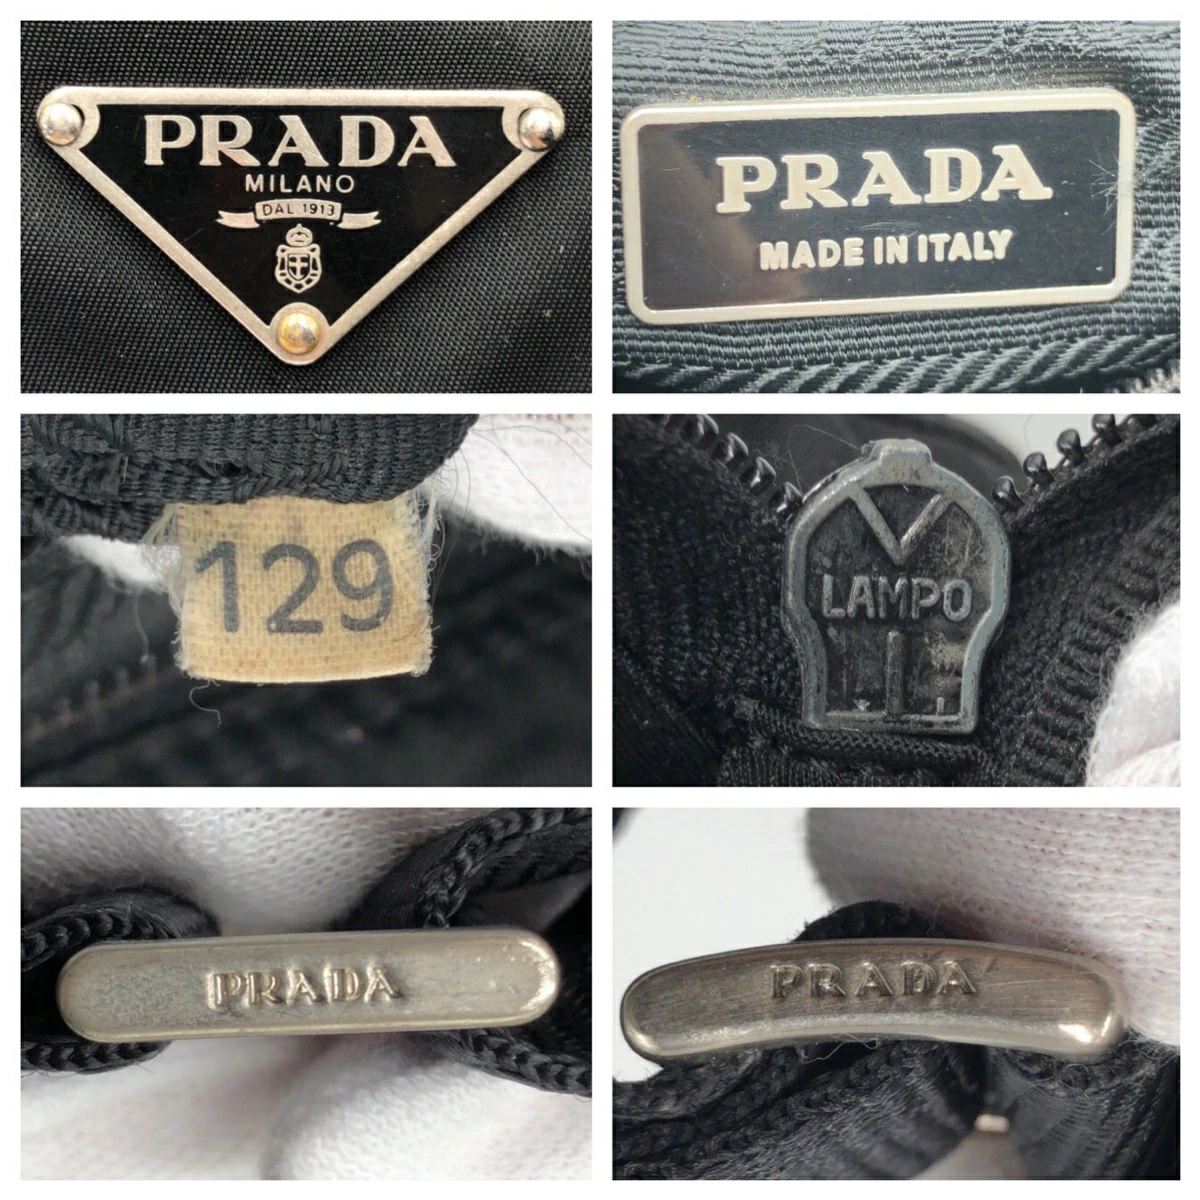 PRADA
MILANO
DAL 1913
PRADA
MADE IN ITALY
129
LAMPO
PRADA
PRADA